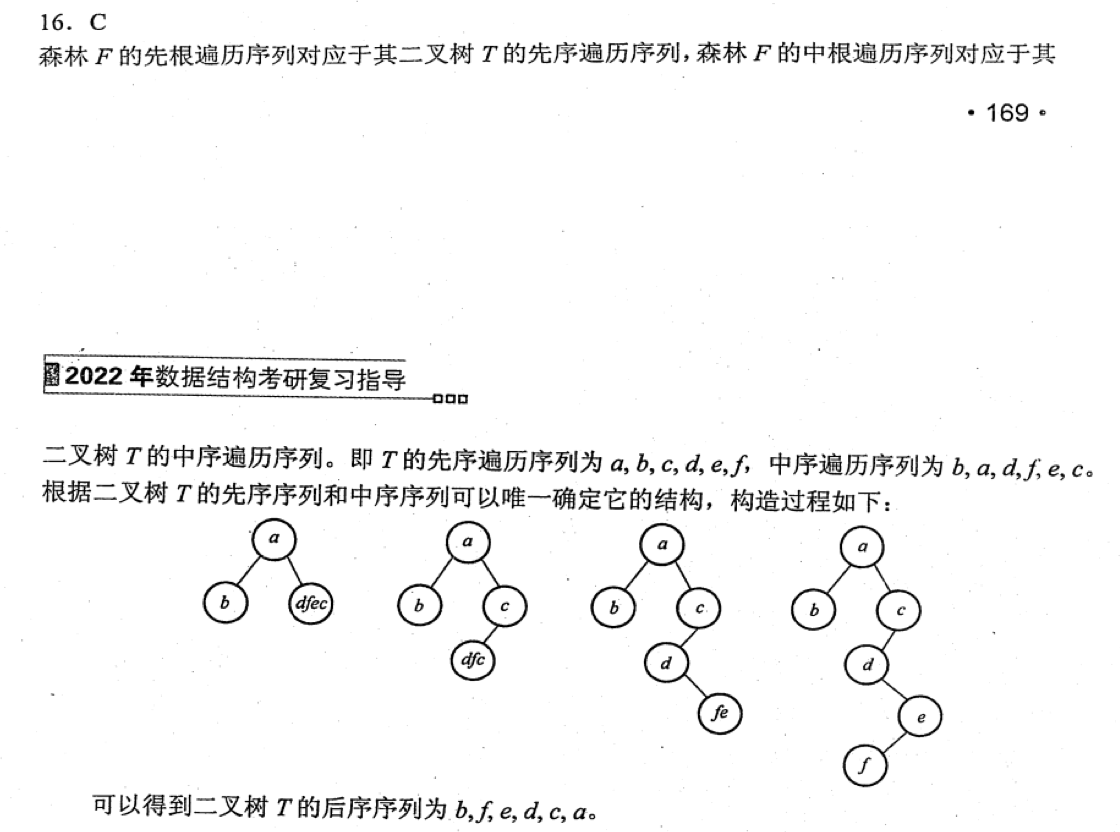 16. C
森林 F 的先根遍历序列对应于其二叉树 T 的先序遍历序列，森林 F 的中根遍历序列对应于其
· 169 ·
2022 年数据结构考研复习指导
二叉树 T 的中序遍历序列。即 T 的先序遍历序列为 a, b, c, d, e, f，中序遍历序列为 b, a, d, f, e, c。
根据二叉树 T 的先序序列和中序序列可以唯一确定它的结构，构造过程如下：
a
b dfec
a
b c
dfc
a
b c
d
fe
a
b c
d
e
f
可以得到二叉树 T 的后序序列为 b, f, e, d, c, a。